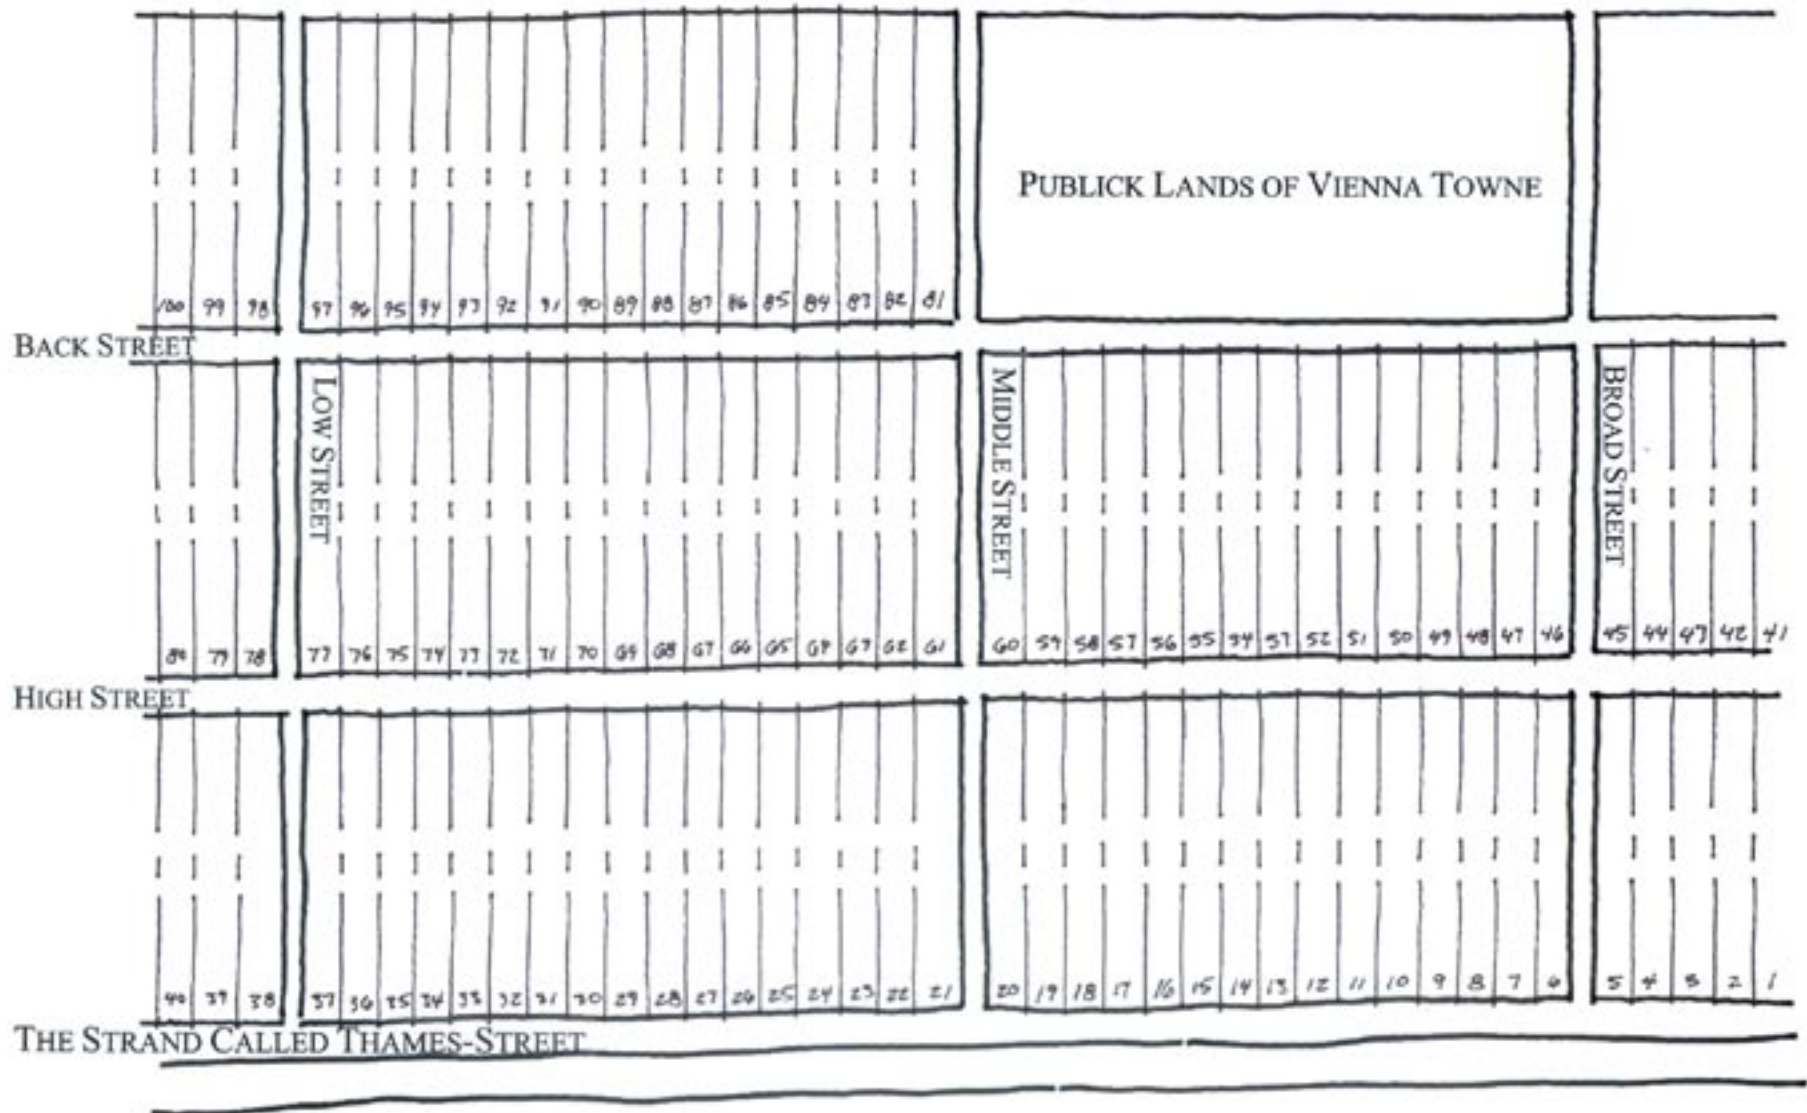 PUBLICK LANDS OF VIENNA TOWNE
100 99 98 97 96 95 94 93 92 91 90 89 88 87 86 85 84 83 82 81
BACK STREET
LOW STREET
MIDDLE STREET
BROAD STREET
80 79 78 77 76 75 74 73 72 71 70 69 68 67 66 65 64 63 62 61 60 59 58 57 56 55 54 53 52 51 50 49 48 47 46 45 44 43 42 41
HIGH STREET
40 39 38 37 36 35 34 33 32 31 30 29 28 27 26 25 24 23 22 21 20 19 18 17 16 15 14 13 12 11 10 9 8 7 6 5 4 3 2 1
THE STRAND CALLED THAMES-STREET